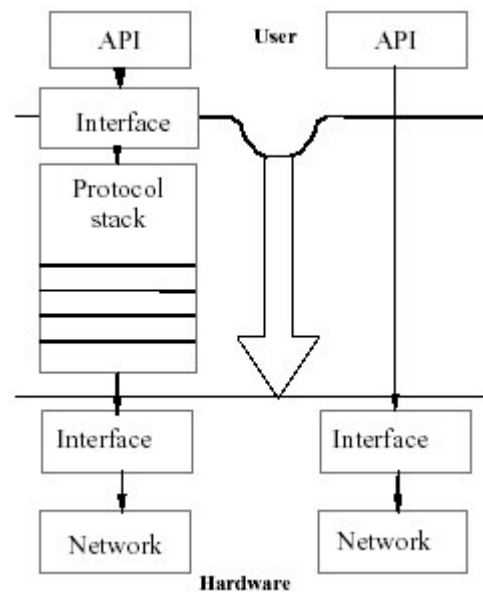 API
User
API
Interface
Protocol
stack
Interface
Interface
Network
Network
Hardware